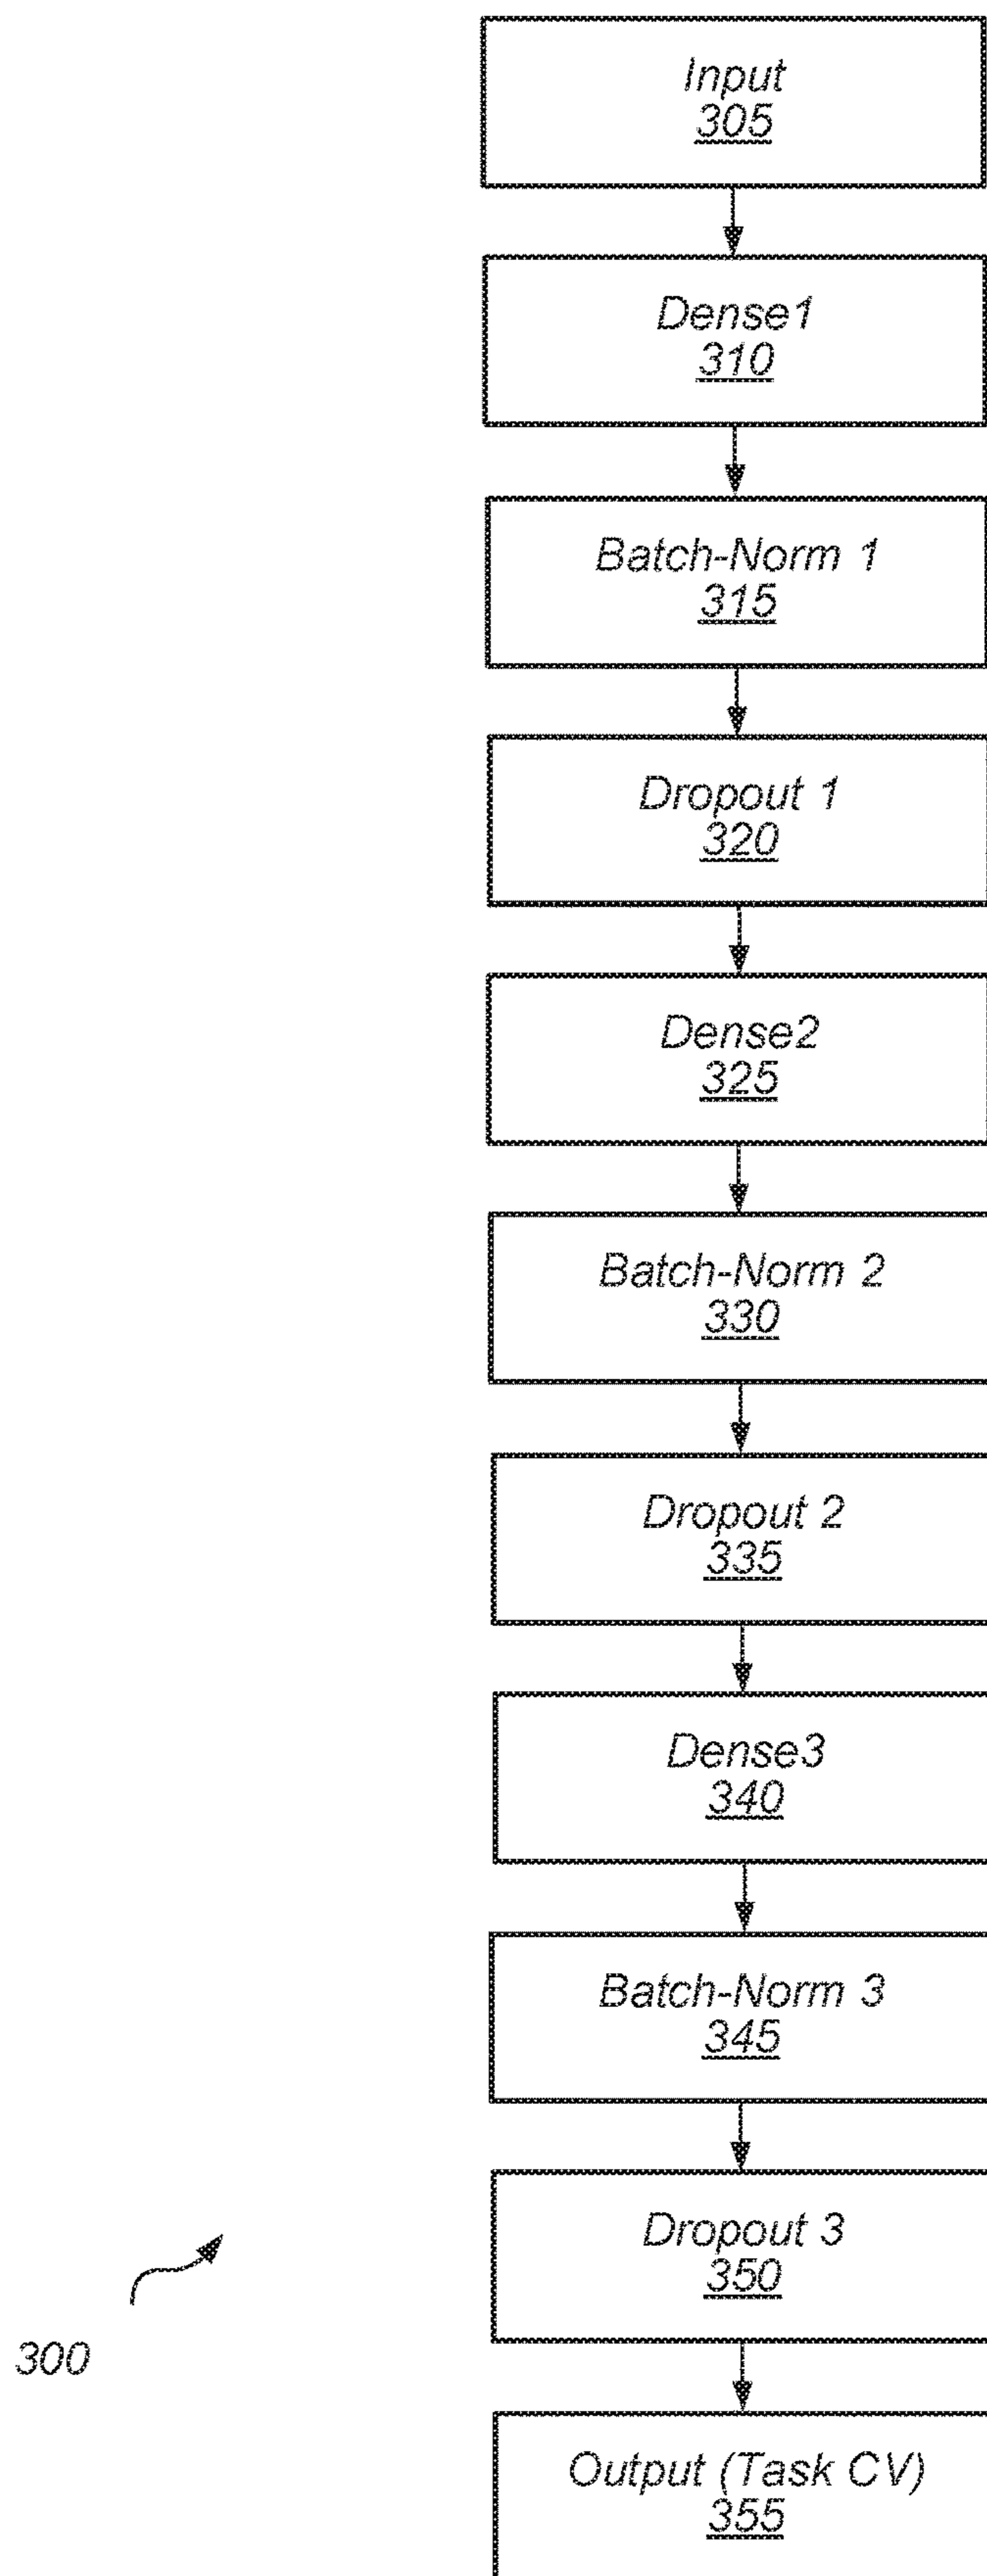 Input
305
Dense1
310
Batch-Norm 1
315
Dropout 1
320
Dense2
325
Batch-Norm 2
330
Dropout 2
335
Dense3
340
Batch-Norm 3
345
Dropout 3
350
300
Output (Task CV)
355